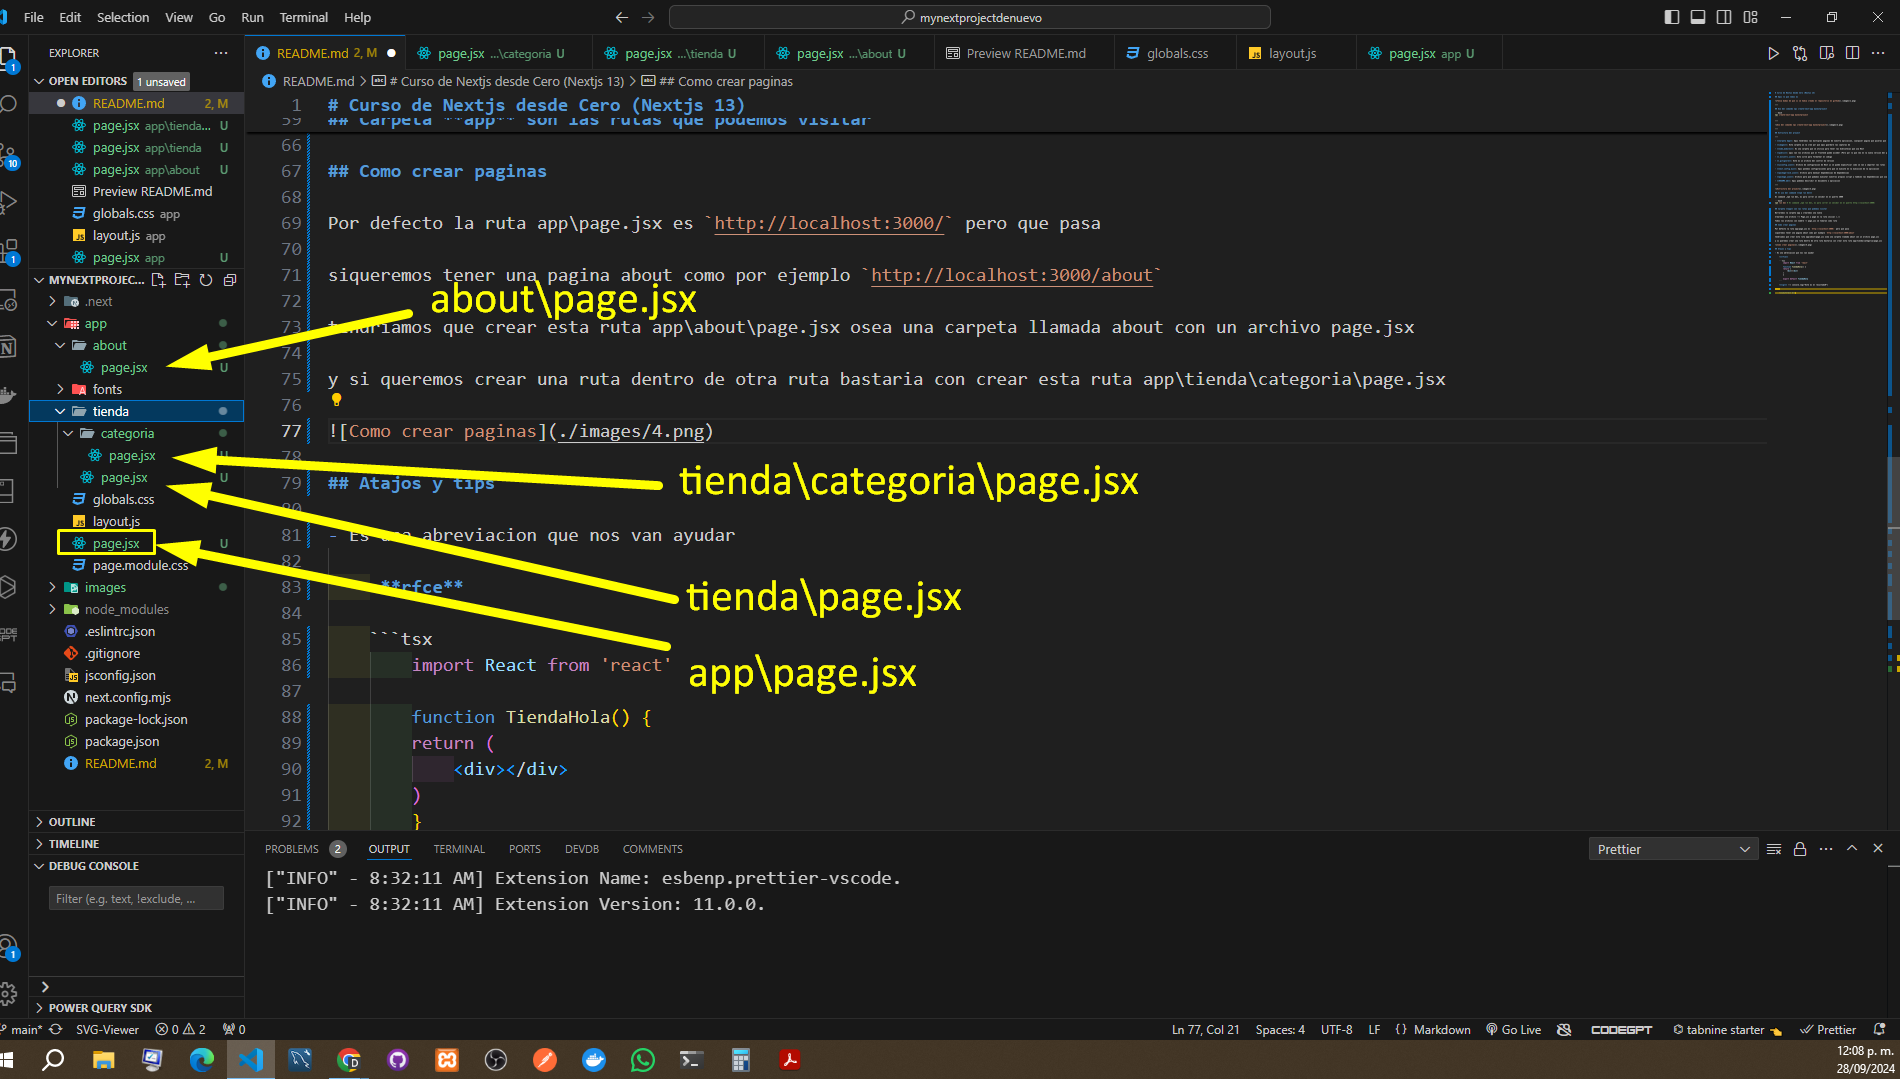 File Edit Selection View Go Run Terminal Help
mynextprojectdenuevo
EXPLORER
OPEN EDITORS 1 unsaved
README.md 2, M
page.jsx app\tienda... U
page.jsx app\tienda U
page.jsx app\about U
Preview README.md
globals.css app
layout.js app
page.jsx app U
MYNEXTPROJEC...
.next
app
about
page.jsx U
fonts
tienda
categoria
page.jsx U
page.jsx U
globals.css
layout.js
page.jsx U
page.module.css
images
node_modules
.eslintrc.json
.gitignore
jsconfig.json
next.config.mjs
package-lock.json
package.json
README.md 2, M
OUTLINE
TIMELINE
DEBUG CONSOLE
Filter (e.g. text, !exclude, ...
POWER QUERY SDK
README.md 2, M page.jsx ...\categoria U page.jsx ...\tienda U page.jsx ...\about U Preview README.md globals.css layout.js page.jsx app U
README.md > # Curso de Nextjs desde Cero (Nextjs 13) > ## Como crear paginas
1 # Curso de Nextjs desde Cero (Nextjs 13)
59 ## Carpeta **app** son las rutas que podemos visitar
66
67 ## Como crear paginas
68
69 Por defecto la ruta app\page.jsx es `http://localhost:3000/` pero que pasa
70
71 siqueremos tener una pagina about como por ejemplo `http://localhost:3000/about`
72
about\page.jsx
73 tendriamos que crear esta ruta app\about\page.jsx osea una carpeta llamada about con un archivo page.jsx
74
75 y si queremos crear una ruta dentro de otra ruta bastaria con crear esta ruta app\tienda\categoria\page.jsx
76
77 ![Como crear paginas](./images/4.png)
78
tienda\categoria\page.jsx
79 ## Atajos y tips
80
81 - Es una abreviacion que nos van ayudar
82
83 **rfce**
tienda\page.jsx
84
85 ```tsx
86 import React from 'react'
app\page.jsx
87
88 function TiendaHola() {
89 return (
90 <div></div>
91 )
92 }
PROBLEMS 2 OUTPUT TERMINAL PORTS DEVDB COMMENTS Prettier
["INFO" - 8:32:11 AM] Extension Name: esbenp.prettier-vscode.
["INFO" - 8:32:11 AM] Extension Version: 11.0.0.
main* SVG-Viewer 0 2 0 Ln 77, Col 21 Spaces: 4 UTF-8 LF {} Markdown Go Live CODEGPT tabnine starter Prettier
12:08 p. m.
28/09/2024